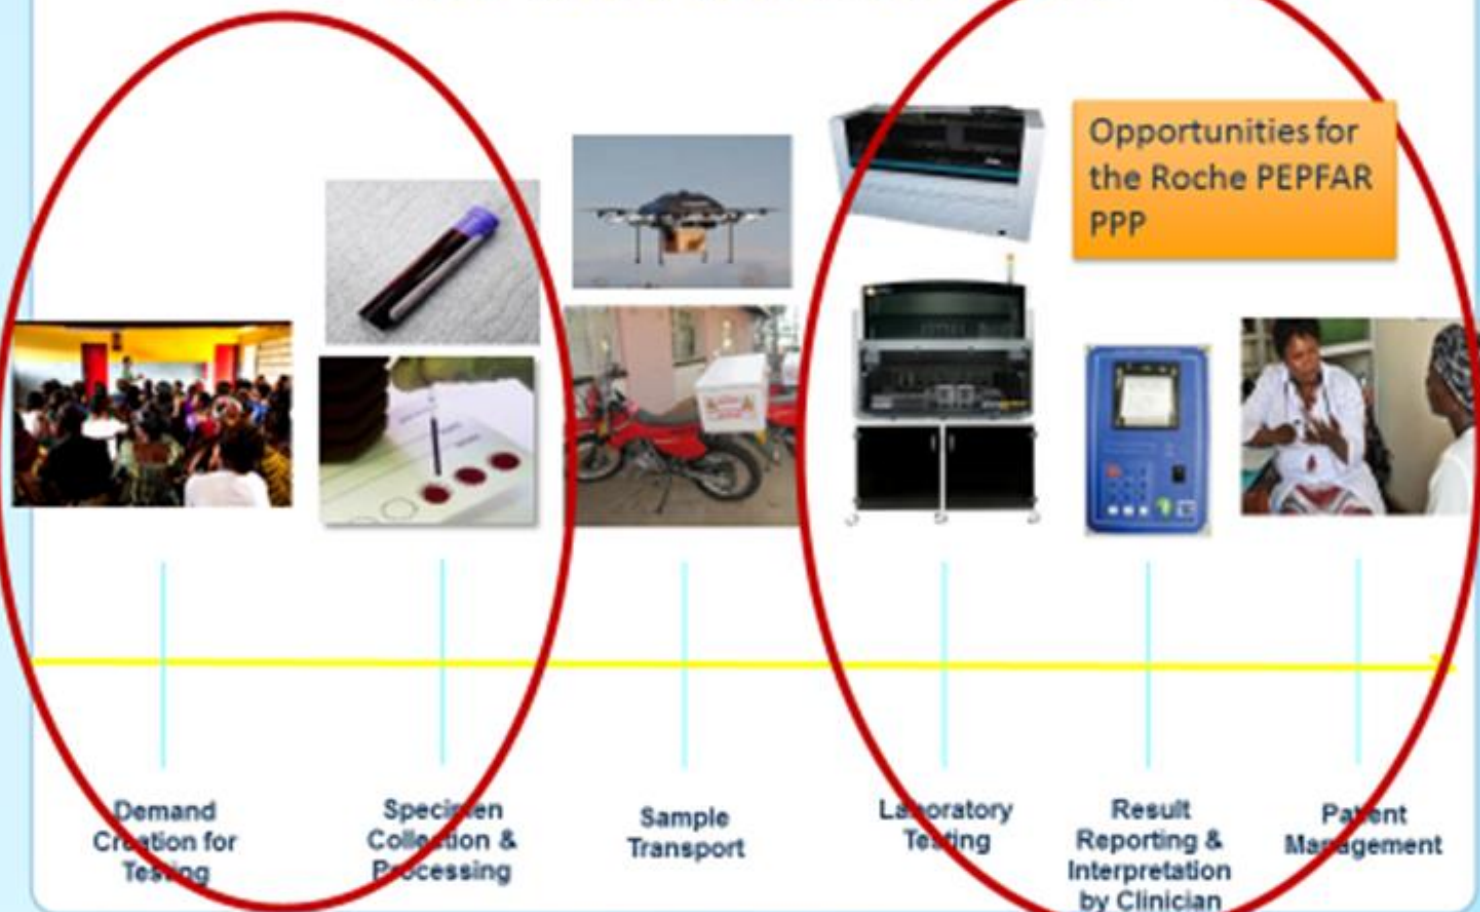 Opportunities for
the Roche PEPFAR
PPP
Demand
Creation for
Testing
Specimen
Collection &
Processing
Sample
Transport
Laboratory
Testing
Result
Reporting &
Interpretation
by Clinician
Patient
Management